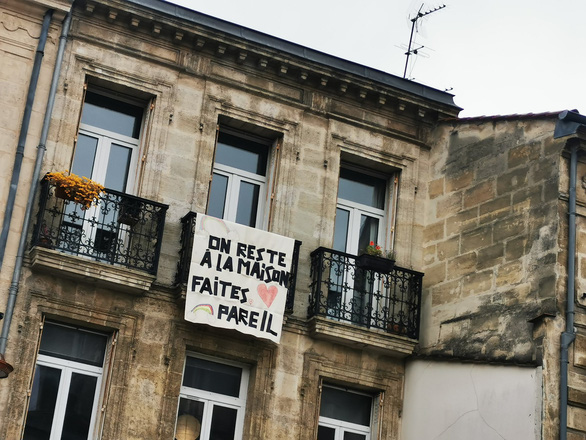 ON RESTE
À LA MAISON
FAITES
PAREIL